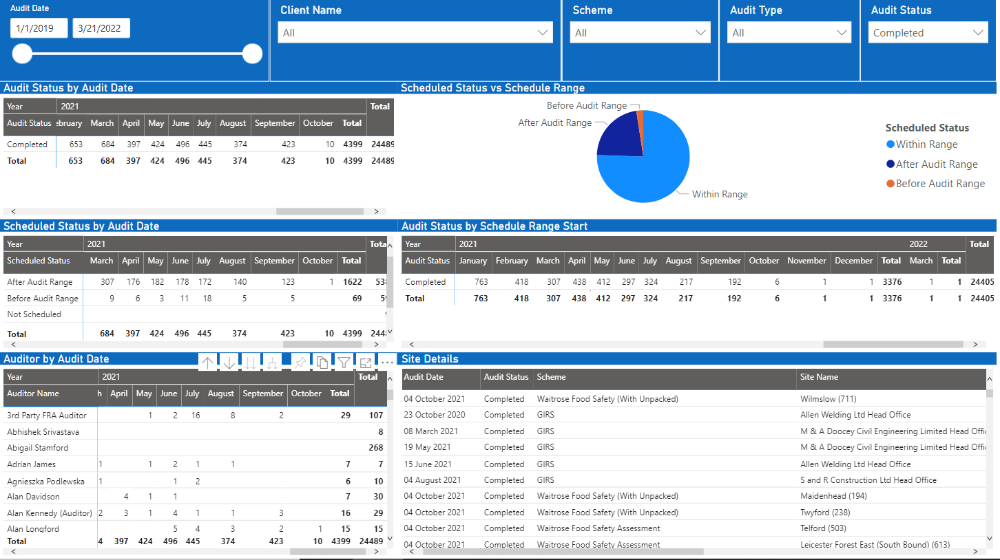 Audit Date
1/1/2019 3/21/2022
Client Name
All
Scheme
All
Audit Type
All
Audit Status
Completed
Audit Status by Audit Date
Year 2021 Total
Audit Status ebruary March April May June July August September October Total
Completed 653 684 397 424 496 445 374 423 10 4399 24489
Total 653 684 397 424 496 445 374 423 10 4399 24489
Scheduled Status vs Schedule Range
Before Audit Range
After Audit Range
Within Range
Scheduled Status
Within Range
After Audit Range
Before Audit Range
Scheduled Status by Audit Date
Year 2021 Tota
Scheduled Status March April May June July August September October Total
After Audit Range 307 176 182 178 172 140 123 1 1622 538
Before Audit Range 9 6 3 11 18 5 5 69
Not Scheduled
Total 684 397 424 496 445 374 423 10 4399 244
Audit Status by Schedule Range Start
Year 2021 2022 Total
Audit Status January February March April May June July August September October November December Total March Total
Completed 763 418 307 438 412 297 324 217 192 6 1 1 3376 1 1 24405
Total 763 418 307 438 412 297 324 217 192 6 1 1 3376 1 1 24405
Auditor by Audit Date
Year 2021 Total
Auditor Name h April May June July August September October Total
3rd Party FRA Auditor 1 2 16 8 2 29 107
Abhishek Srivastava 8
Abigail Stamford 268
Adrian James 1 1 2 1 1 7 7
Agnieszka Podlewska 1 1 2 6 10
Alan Davidson 4 1 1 7 30
Alan Kennedy (Auditor) 2 3 1 4 1 1 3 16 29
Alan Longford 5 4 3 2 1 15 15
Total 4 397 424 496 445 374 423 10 4399 24489
Site Details
Audit Date Audit Status Scheme Site Name
04 October 2021 Completed Waitrose Food Safety (With Unpacked) Wilmslow (711)
23 October 2020 Completed GIRS Allen Welding Ltd Head Office
08 March 2021 Completed GIRS M & A Doocey Civil Engineering Limited Head Offi
19 May 2021 Completed GIRS M & A Doocey Civil Engineering Limited Head Offi
15 June 2021 Completed GIRS Allen Welding Ltd Head Office
04 August 2021 Completed GIRS S and R Construction Ltd Head Office
04 October 2021 Completed Waitrose Food Safety (With Unpacked) Maidenhead (194)
04 October 2021 Completed Waitrose Food Safety (With Unpacked) Twyford (238)
04 October 2021 Completed Waitrose Food Safety Assessment Telford (503)
04 October 2021 Completed Waitrose Food Safety Assessment Leicester Forest East (South Bound) (613)